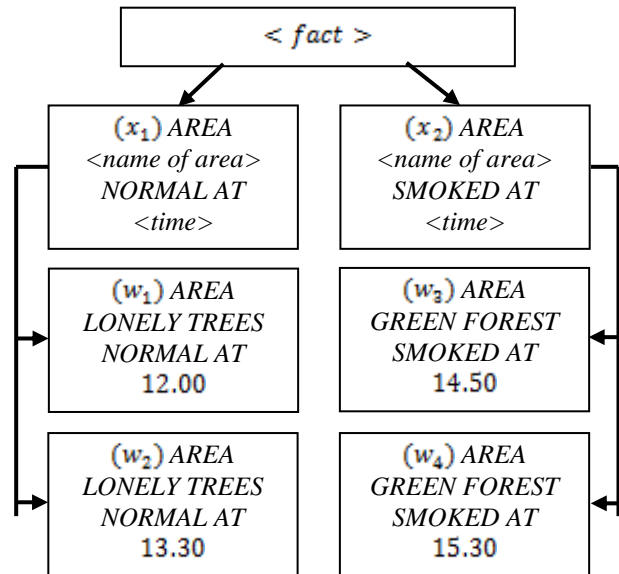 < fact >
(x₁) AREA
<name of area>
NORMAL AT
<time>
(x₂) AREA
<name of area>
SMOKED AT
<time>
(w₁) AREA
LONELY TREES
NORMAL AT
12.00
(w₃) AREA
GREEN FOREST
SMOKED AT
14.50
(w₂) AREA
LONELY TREES
NORMAL AT
13.30
(w₄) AREA
GREEN FOREST
SMOKED AT
15.30